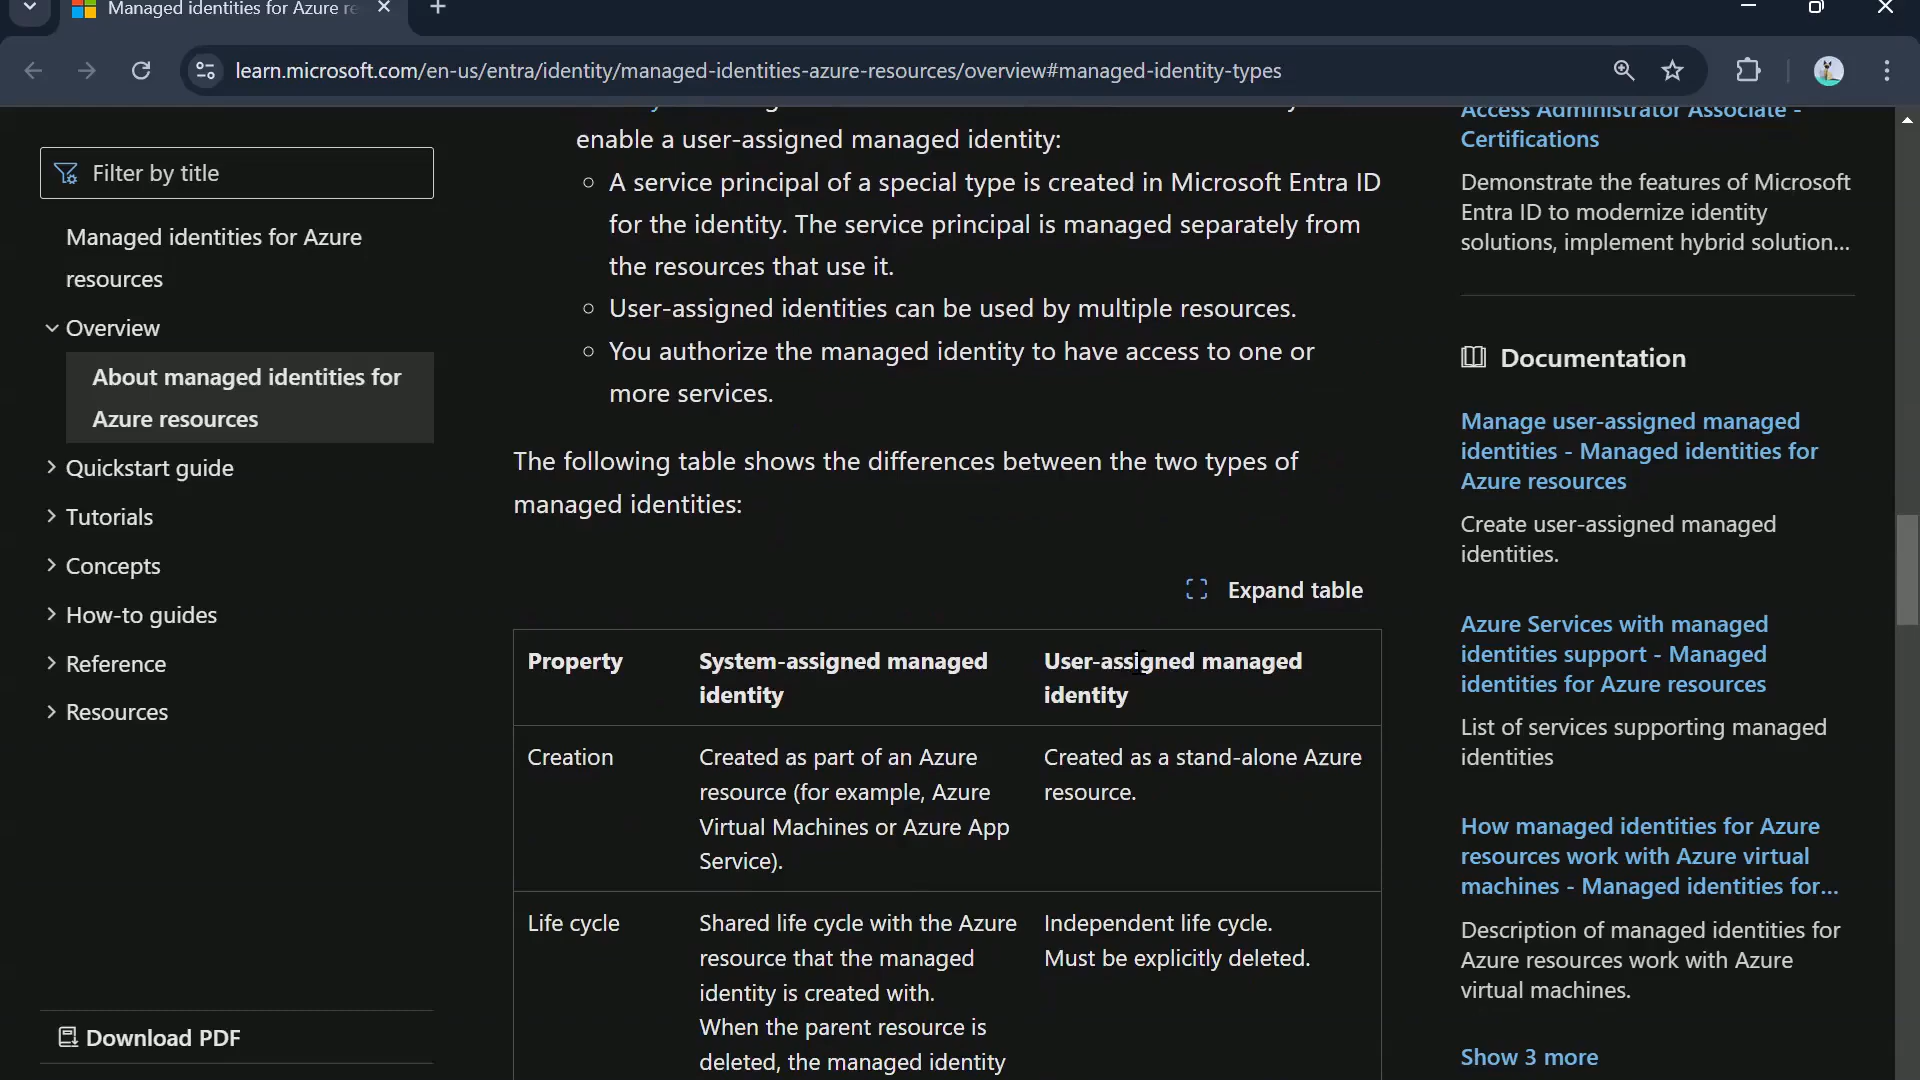 Managed identities for Azure re
learn.microsoft.com/en-us/entra/identity/managed-identities-azure-resources/overview#managed-identity-types
Filter by title
Managed identities for Azure
resources
Overview
About managed identities for
Azure resources
Quickstart guide
Tutorials
Concepts
How-to guides
Reference
Resources
Download PDF
enable a user-assigned managed identity:
A service principal of a special type is created in Microsoft Entra ID
for the identity. The service principal is managed separately from
the resources that use it.
User-assigned identities can be used by multiple resources.
You authorize the managed identity to have access to one or
more services.
The following table shows the differences between the two types of
managed identities:
Expand table
Property
System-assigned managed
identity
User-assigned managed
identity
Creation
Created as part of an Azure
resource (for example, Azure
Virtual Machines or Azure App
Service).
Created as a stand-alone Azure
resource.
Life cycle
Shared life cycle with the Azure
resource that the managed
identity is created with.
When the parent resource is
deleted, the managed identity
Independent life cycle.
Must be explicitly deleted.
Access Administrator Associate -
Certifications
Demonstrate the features of Microsoft
Entra ID to modernize identity
solutions, implement hybrid solution...
Documentation
Manage user-assigned managed
identities - Managed identities for
Azure resources
Create user-assigned managed
identities.
Azure Services with managed
identities support - Managed
identities for Azure resources
List of services supporting managed
identities
How managed identities for Azure
resources work with Azure virtual
machines - Managed identities for...
Description of managed identities for
Azure resources work with Azure
virtual machines.
Show 3 more